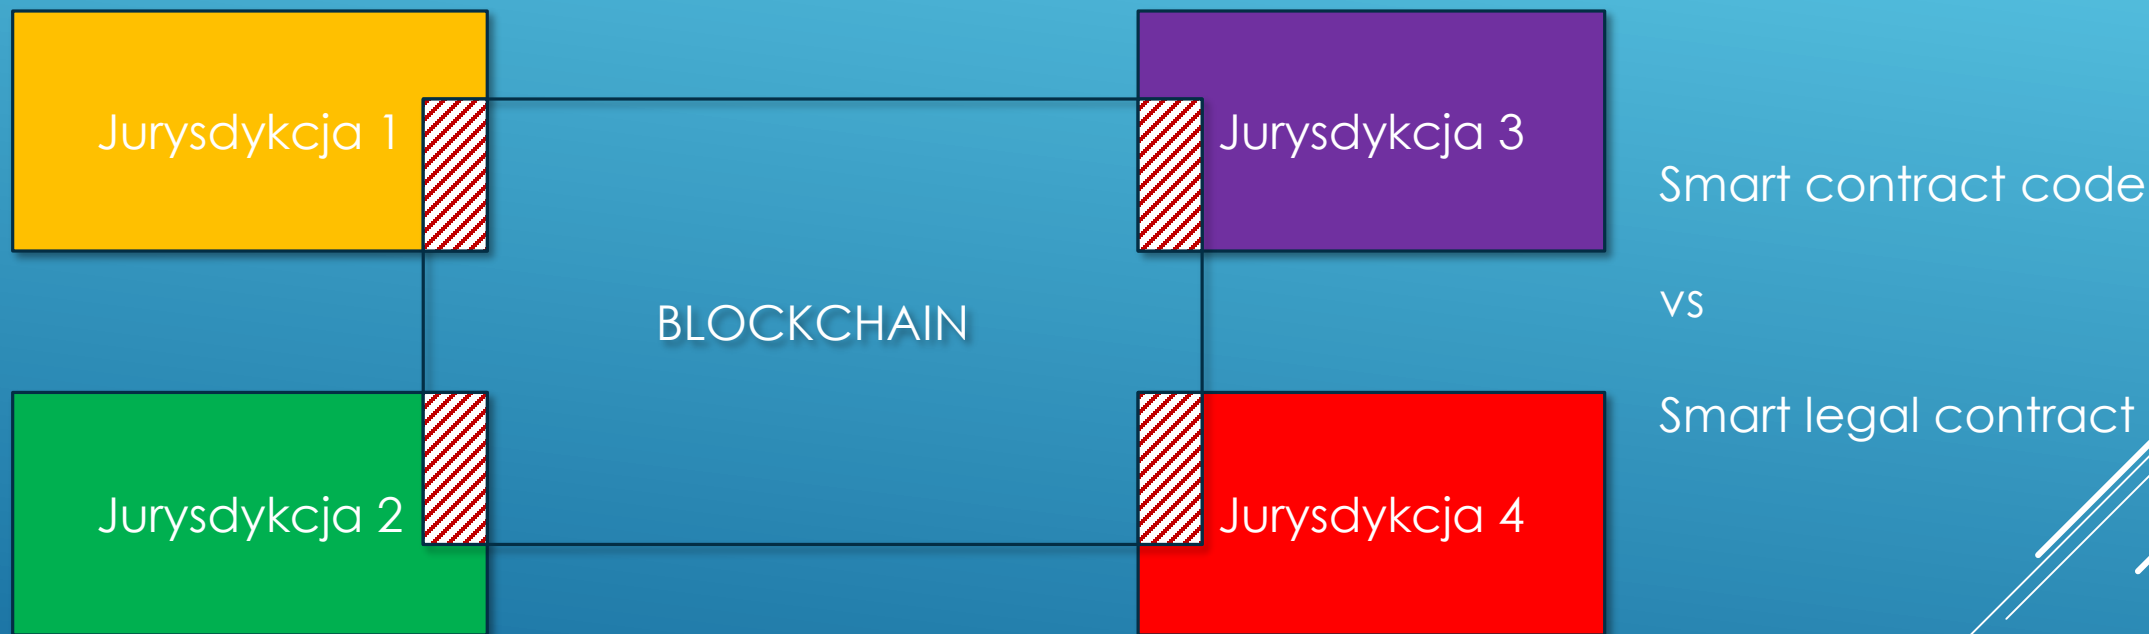 Jurysdykcja 1
Jurysdykcja 3
BLOCKCHAIN
Jurysdykcja 2
Jurysdykcja 4
Smart contract code
vs
Smart legal contract